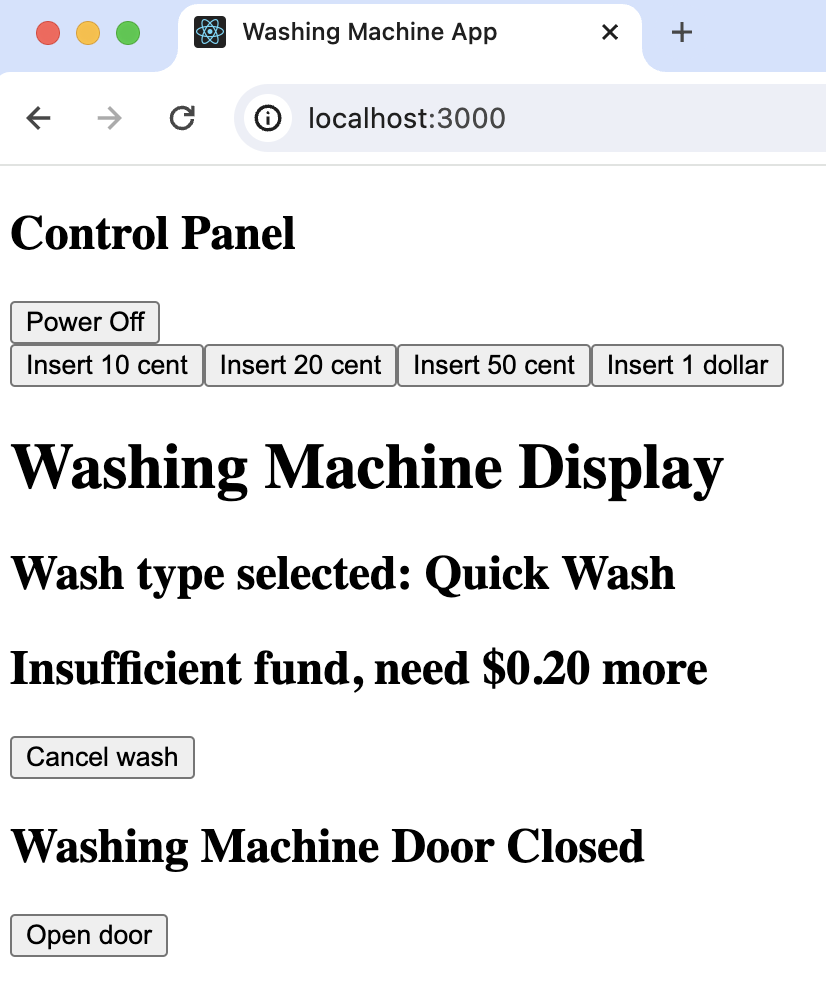 Washing Machine App
localhost:3000
Control Panel
Power Off
Insert 10 cent Insert 20 cent Insert 50 cent Insert 1 dollar
Washing Machine Display
Wash type selected: Quick Wash
Insufficient fund, need $0.20 more
Cancel wash
Washing Machine Door Closed
Open door